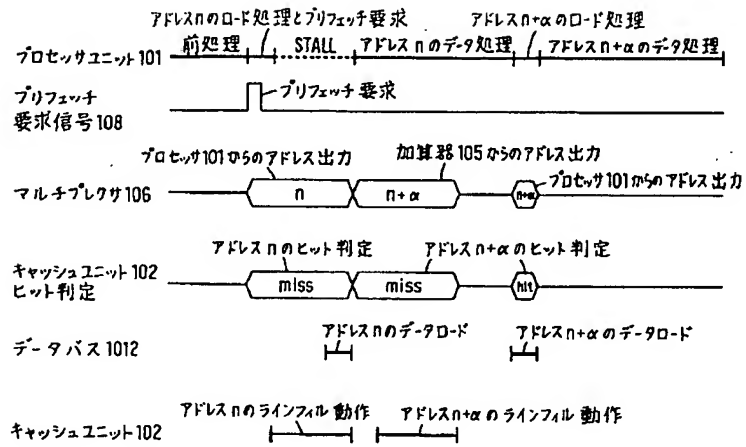 アドレスnのロード処理とプリフェッチ要求
アドレスn+αのロード処理
プロセッサユニット101
前処理
STALL
アドレスnのデータ処理
アドレスn+αのデータ処理
プリフェッチ
要求信号108
プリフェッチ要求
プロセッサ101からのアドレス出力
加算器105からのアドレス出力
マルチプレクサ106
n
n+α
n+α
プロセッサ101からのアドレス出力
アドレスnのヒット判定
アドレスn+αのヒット判定
キャッシュユニット102
ヒット判定
miss
miss
hit
データバス1012
アドレスnのデータロード
アドレスn+αのデータロード
キャッシュユニット102
アドレスnのラインフィル動作
アドレスn+αのラインフィル動作